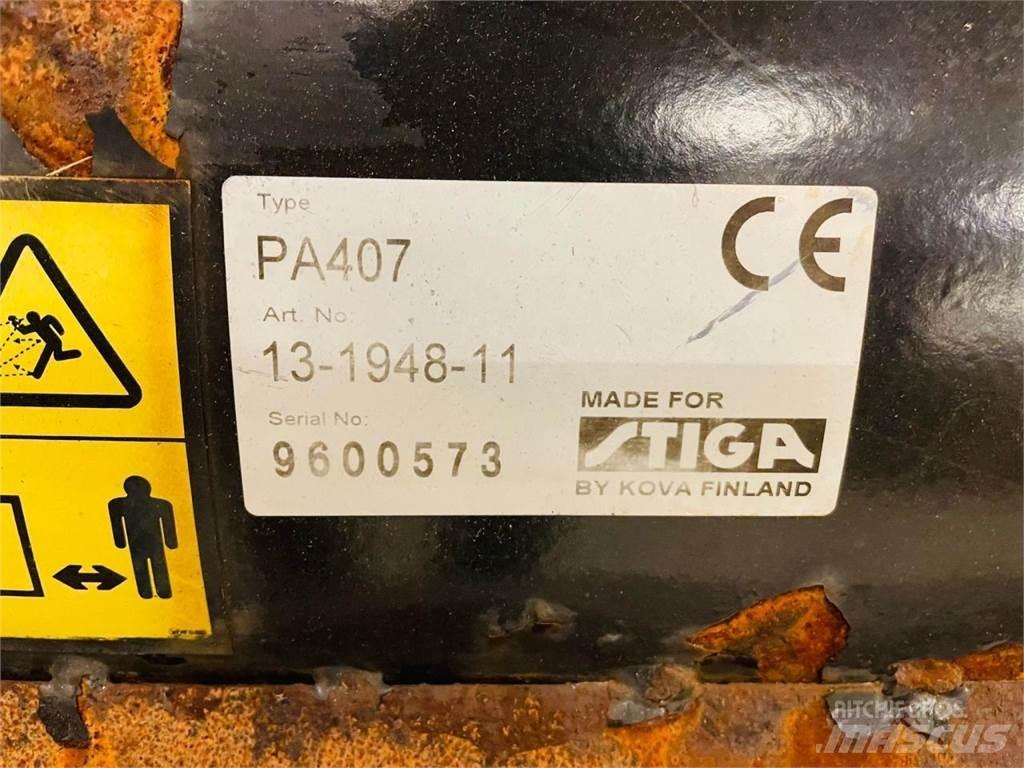 Type
PA407
Art. No:
13-1948-11
Serial No:
9600573
CE
MADE FOR
STIGA
BY KOVA FINLAND
RITCHIE BROS.
MASCUS